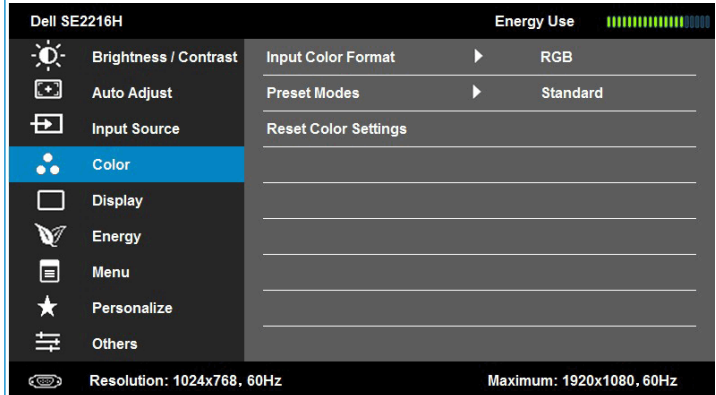 Dell SE2216H Energy Use
Brightness / Contrast Input Color Format RGB
Auto Adjust Preset Modes Standard
Input Source Reset Color Settings
Color
Display
Energy
Menu
Personalize
Others
Resolution: 1024x768, 60Hz Maximum: 1920x1080, 60Hz